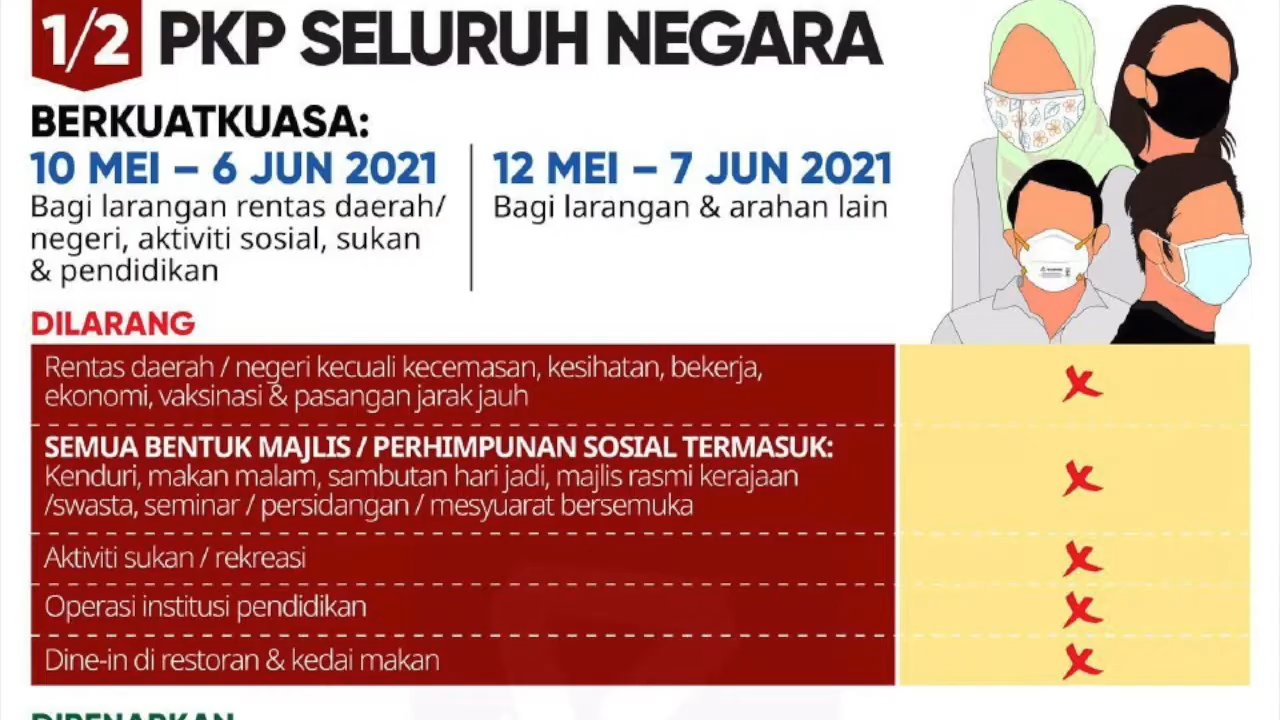 1/2 PKP SELURUH NEGARA
BERKUATKUASA:
10 MEI – 6 JUN 2021
Bagi larangan rentas daerah/
negeri, aktiviti sosial, sukan
& pendidikan
12 MEI – 7 JUN 2021
Bagi larangan & arahan lain
DILARANG
Rentas daerah / negeri kecuali kecemasan, kesihatan, bekerja,
ekonomi, vaksinasi & pasangan jarak jauh
SEMUA BENTUK MAJLIS / PERHIMPUNAN SOSIAL TERMASUK:
Kenduri, makan malam, sambutan hari jadi, majlis rasmi kerajaan
/swasta, seminar / persidangan / mesyuarat bersemuka
Aktiviti sukan / rekreasi
Operasi institusi pendidikan
Dine-in di restoran & kedai makan
DIBENARKAN